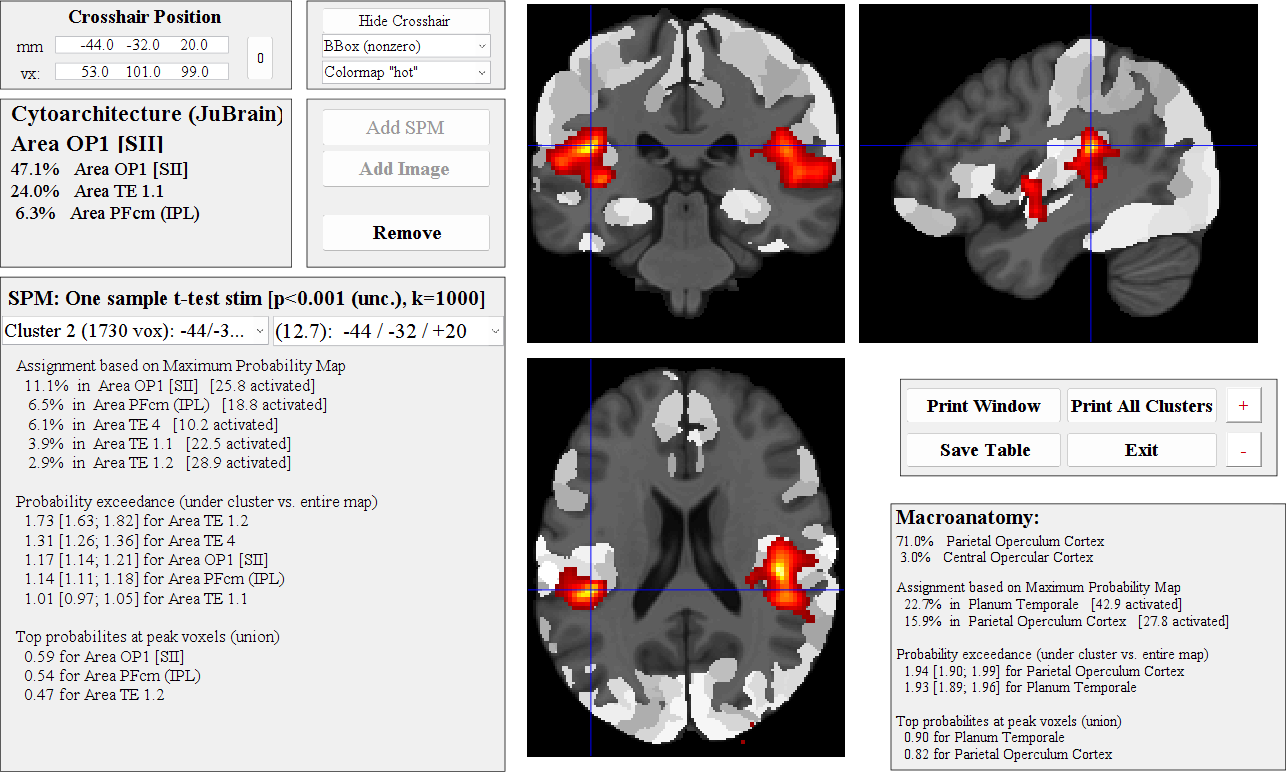 Crosshair Position
mm -44.0 -32.0 20.0
vx: 53.0 101.0 99.0
0
Hide Crosshair
BBox (nonzero)
Colormap "hot"
Cytoarchitecture (JuBrain)
Area OP1 [SII]
47.1% Area OP1 [SII]
24.0% Area TE 1.1
6.3% Area PFcm (IPL)
Add SPM
Add Image
Remove
SPM: One sample t-test stim [p<0.001 (unc.), k=1000]
Cluster 2 (1730 vox): -44/-3... (12.7): -44 / -32 / +20
Assignment based on Maximum Probability Map
11.1% in Area OP1 [SII] [25.8 activated]
6.5% in Area PFcm (IPL) [18.8 activated]
6.1% in Area TE 4 [10.2 activated]
3.9% in Area TE 1.1 [22.5 activated]
2.9% in Area TE 1.2 [28.9 activated]
Probability exceedance (under cluster vs. entire map)
1.73 [1.63; 1.82] for Area TE 1.2
1.31 [1.26; 1.36] for Area TE 4
1.17 [1.14; 1.21] for Area OP1 [SII]
1.14 [1.11; 1.18] for Area PFcm (IPL)
1.01 [0.97; 1.05] for Area TE 1.1
Top probabilites at peak voxels (union)
0.59 for Area OP1 [SII]
0.54 for Area PFcm (IPL)
0.47 for Area TE 1.2
Print Window Print All Clusters +
Save Table Exit -
Macroanatomy:
71.0% Parietal Operculum Cortex
3.0% Central Opercular Cortex
Assignment based on Maximum Probability Map
22.7% in Planum Temporale [42.9 activated]
15.9% in Parietal Operculum Cortex [27.8 activated]
Probability exceedance (under cluster vs. entire map)
1.94 [1.90; 1.99] for Parietal Operculum Cortex
1.93 [1.89; 1.96] for Planum Temporale
Top probabilites at peak voxels (union)
0.90 for Planum Temporale
0.82 for Parietal Operculum Cortex